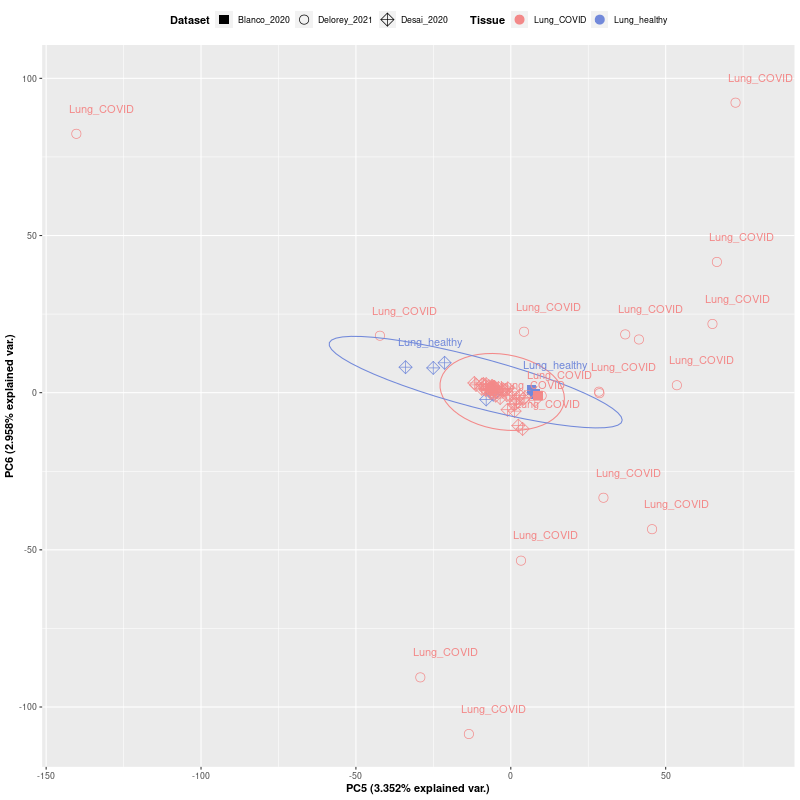 Dataset Blanco_2020 Delorey_2021 Desai_2020 Tissue Lung_COVID Lung_healthy
Lung_COVID
100
Lung_COVID
Lung_COVID
50
Lung_COVID
Lung_COVID
Lung_COVID
Lung_COVID
Lung_healthy
Lung_COVID
Lung_healthy
Lung_COVID
Lung_COVID
0
Lung_COVID
Lung_COVID
Lung_COVID
Lung_COVID
-50
Lung_COVID
Lung_COVID
-100
-150 -100 -50 0 50
PC5 (3.352% explained var.)
PC6 (2.958% explained var.)